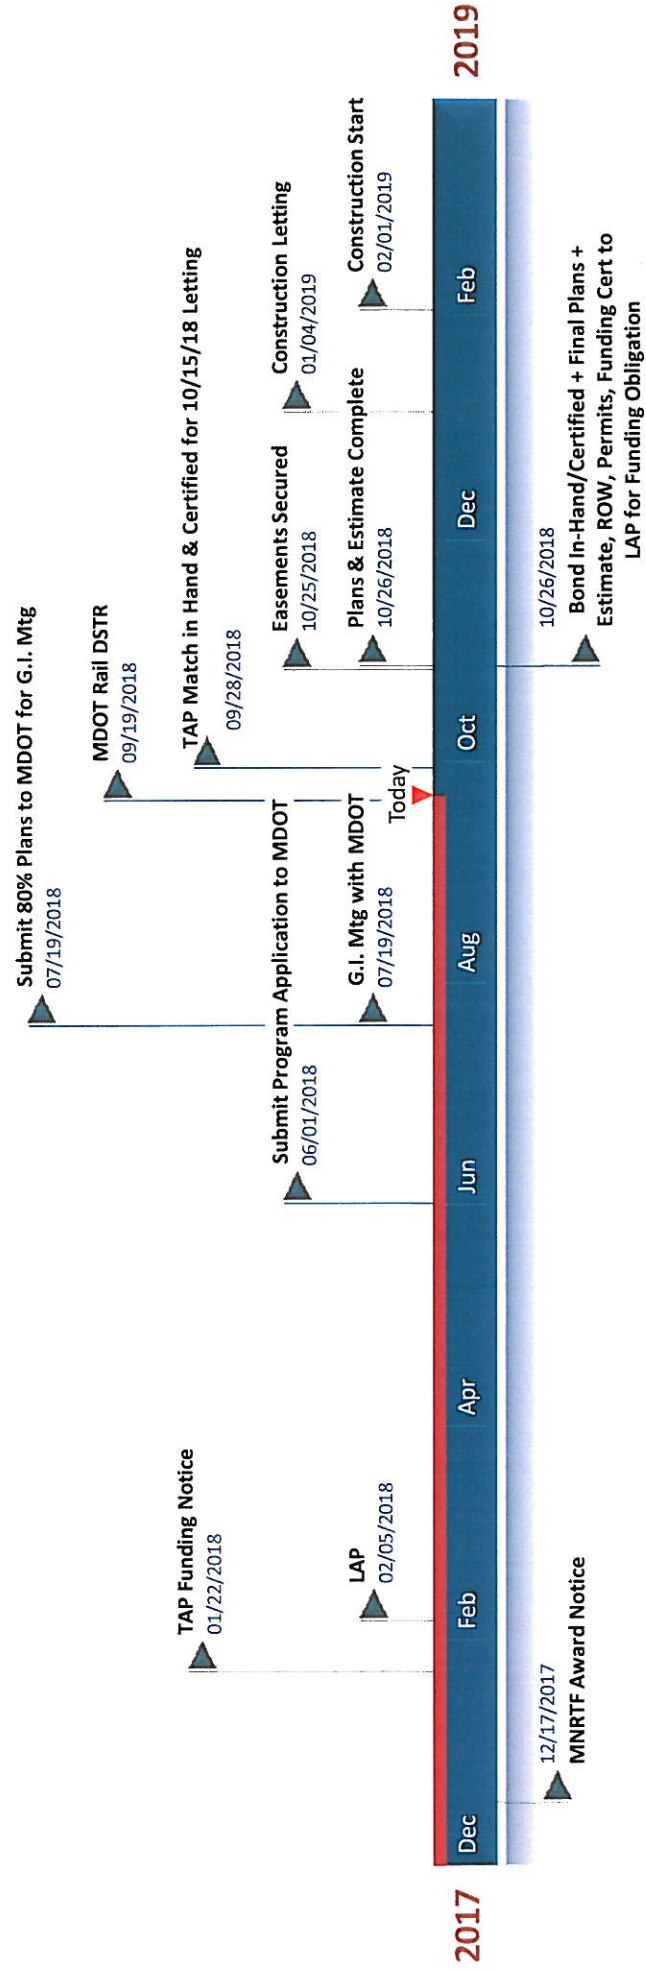 Submit 80% Plans to MDOT for G.I. Mtg
07/19/2018
MDOT Rail DSTR
09/19/2018
TAP Funding Notice
01/22/2018
TAP Match in Hand & Certified for 10/15/18 Letting
09/28/2018
Submit Program Application to MDOT
06/01/2018
Easements Secured
10/25/2018
Construction Letting
01/04/2019
LAP
02/05/2018
G.I. Mtg with MDOT
07/19/2018
Plans & Estimate Complete
10/26/2018
Construction Start
02/01/2019
Today
2017
Dec
Feb
Apr
Jun
Aug
Oct
Dec
Feb
2019
12/17/2017
MNRTF Award Notice
10/26/2018
Bond In-Hand/Certified + Final Plans +
Estimate, ROW, Permits, Funding Cert to
LAP for Funding Obligation